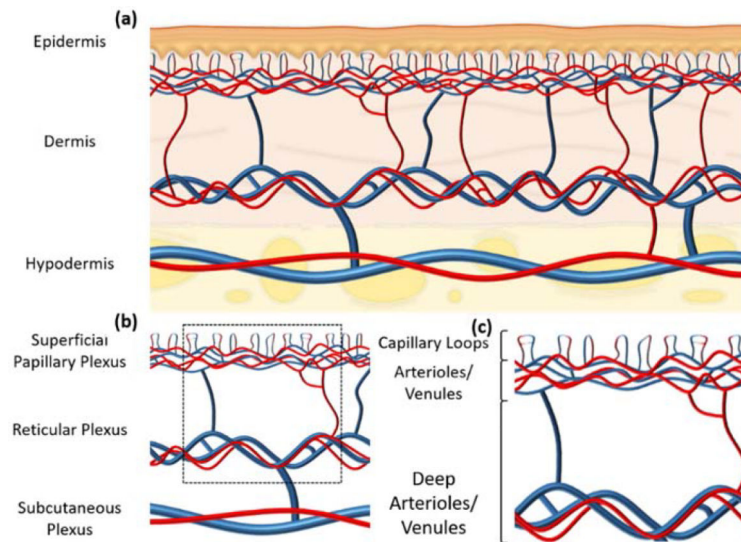 (a)
Epidermis
Dermis
Hypodermis
(b)
Superficial
Papillary Plexus
Reticular Plexus
Subcutaneous
Plexus
(c)
Capillary Loops
Arterioles/
Venules
Deep
Arterioles/
Venules